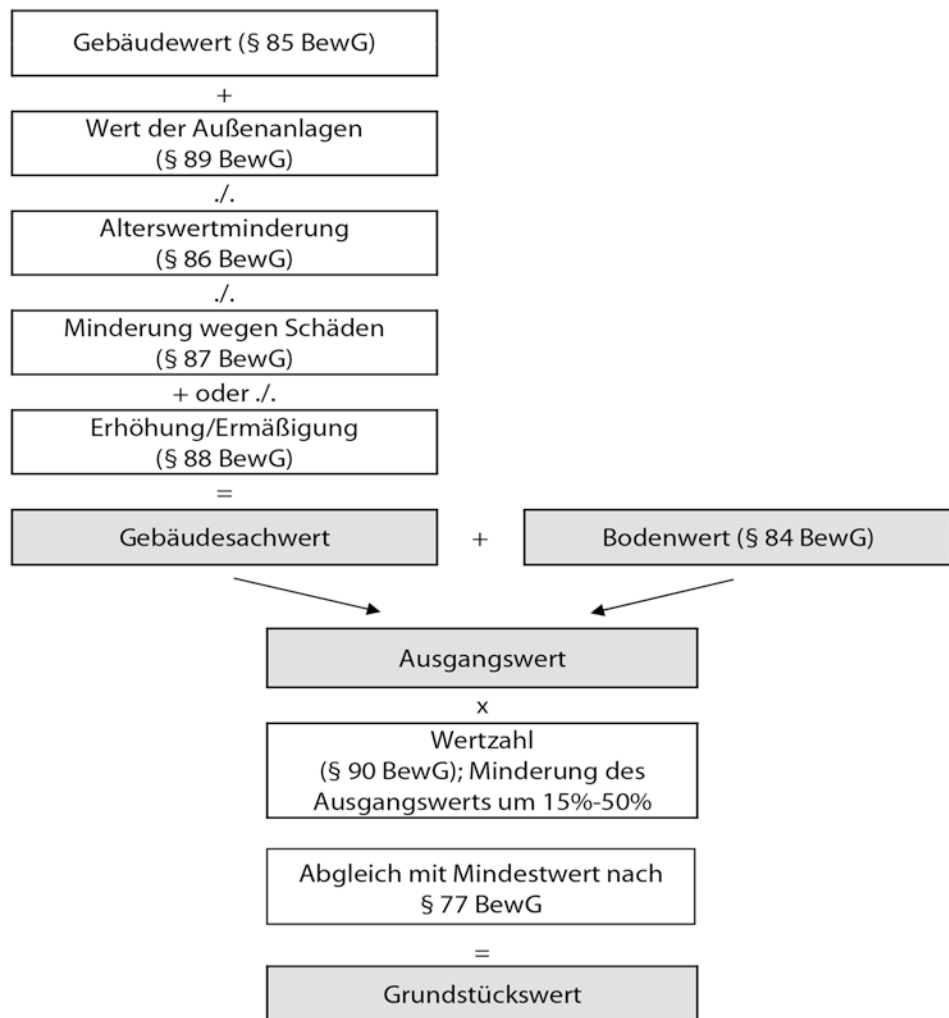 Gebäudewert (§ 85 BewG)
+
Wert der Außenanlagen
(§ 89 BewG)
./.
Alterswertminderung
(§ 86 BewG)
./.
Minderung wegen Schäden
(§ 87 BewG)
+ oder ./.
Erhöhung/Ermäßigung
(§ 88 BewG)
=
Gebäudesachwert + Bodenwert (§ 84 BewG)
Ausgangswert
x
Wertzahl
(§ 90 BewG); Minderung des
Ausgangswerts um 15%-50%
Abgleich mit Mindestwert nach
§ 77 BewG
=
Grundstückswert